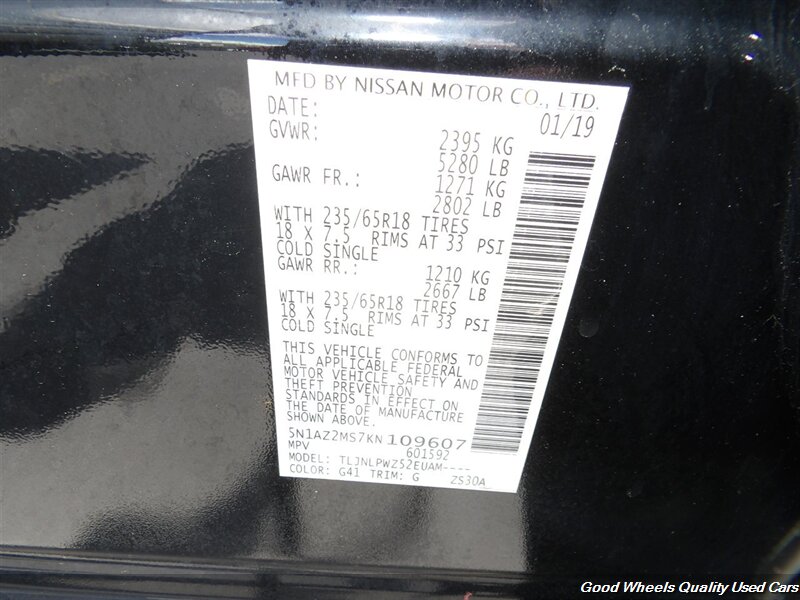 MFD BY NISSAN MOTOR CO., LTD.
DATE: 01/19
GVWR: 2395 KG
5280 LB
GAWR FR.: 1271 KG
2802 LB
WITH 235/65R18 TIRES
18 X 7.5 RIMS AT 33 PSI
COLD SINGLE
GAWR RR.: 1210 KG
2667 LB
WITH 235/65R18 TIRES
18 X 7.5 RIMS AT 33 PSI
COLD SINGLE
THIS VEHICLE CONFORMS TO
ALL APPLICABLE FEDERAL
MOTOR VEHICLE SAFETY AND
THEFT PREVENTION
STANDARDS IN EFFECT ON
THE DATE OF MANUFACTURE
SHOWN ABOVE.
5N1AZ2MS7KN109607
MPV 601592
MODEL: TLJNLPWZ52EUAM----
COLOR: G41 TRIM: G ZS30A
Good Wheels Quality Used Cars